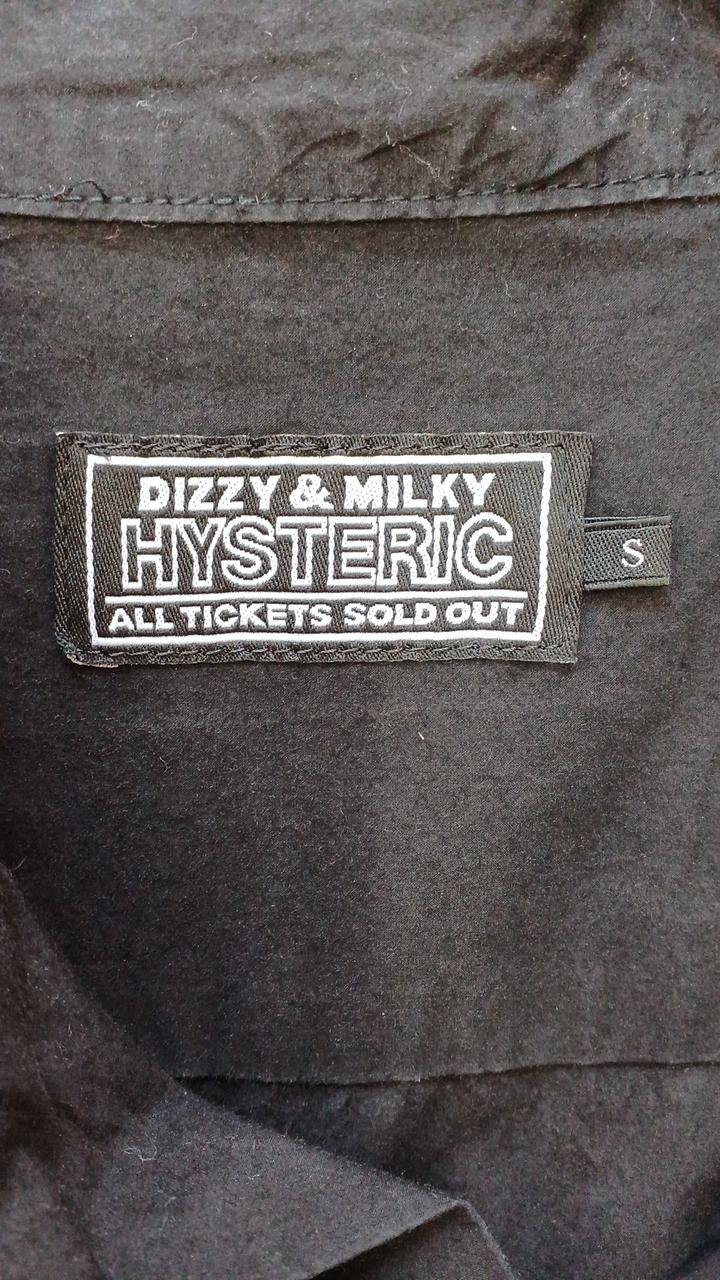 DIZZY & MILKY
HYSTERIC
ALL TICKETS SOLD OUT
S